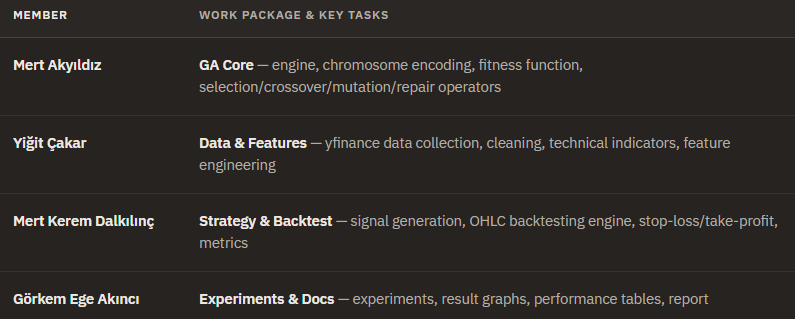 MEMBER WORK PACKAGE & KEY TASKS
Mert Akyıldız GA Core — engine, chromosome encoding, fitness function,
selection/crossover/mutation/repair operators
Yiğit Çakar Data & Features — yfinance data collection, cleaning, technical indicators, feature
engineering
Mert Kerem Dalkılınç Strategy & Backtest — signal generation, OHLC backtesting engine, stop-loss/take-profit,
metrics
Görkem Ege Akıncı Experiments & Docs — experiments, result graphs, performance tables, report